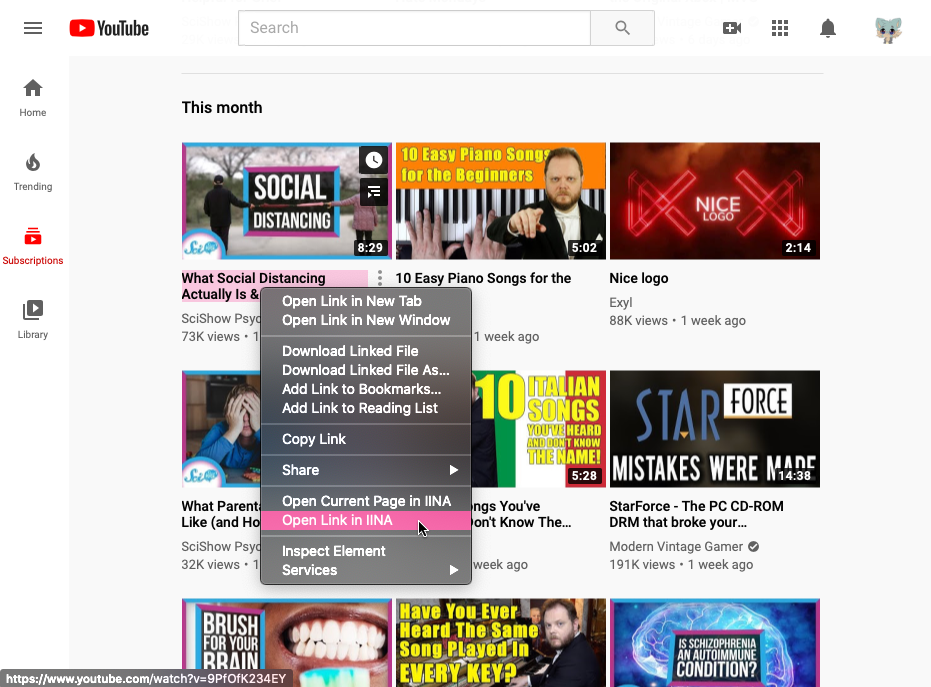 YouTube
Search
Home
Trending
Subscriptions
Library
This month
SOCIAL
DISTANCING
SciShow
8:29
10 Easy Piano Songs
for the Beginners
5:02
NICE
LOGO
2:14
What Social Distancing
Actually Is &
SciShow Psyc
73K views • 1
10 Easy Piano Songs for the
1 week ago
Nice logo
Exyl
88K views • 1 week ago
Open Link in New Tab
Open Link in New Window
Download Linked File
Download Linked File As...
Add Link to Bookmarks...
Add Link to Reading List
Copy Link
Share
Open Current Page in IINA
Open Link in IINA
Inspect Element
Services
SciShow
10 ITALIAN
SONGS
YOU'VE HEARD
AND DON'T KNOW
THE NAME!
5:28
STAR FORCE
MISTAKES WERE MADE
14:38
What Parenta
Like (and Ho
SciShow Psyc
32K views • 1
ngs You've
Don't Know The...
week ago
StarForce - The PC CD-ROM
DRM that broke your...
Modern Vintage Gamer
191K views • 1 week ago
BRUSH
FOR YOUR
BRAIN
Have You Ever
Heard The Same
Song Played In
EVERY KEY?
IS SCHIZOPHRENIA
AN AUTOIMMUNE
CONDITION?
https://www.youtube.com/watch?v=9PfOfK234EY